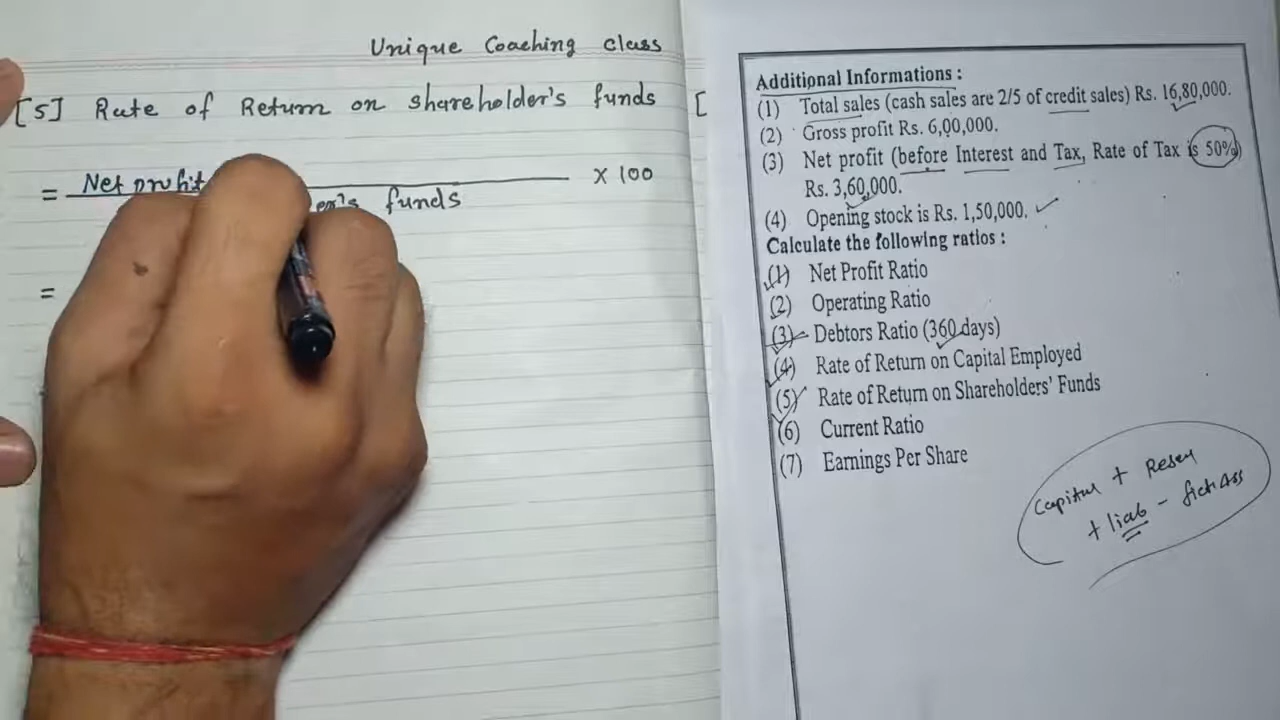 Unique Coaching class
[5] Rate of Return on shareholder's funds [
= Net profit × 100
funds
=
Additional Informations :
(1) Total sales (cash sales are 2/5 of credit sales) Rs. 16,80,000.
(2) Gross profit Rs. 6,00,000.
(3) Net profit (before Interest and Tax, Rate of Tax is 50%)
Rs. 3,60,000.
(4) Opening stock is Rs. 1,50,000.
Calculate the following ratios :
(1) Net Profit Ratio
(2) Operating Ratio
(3) Debtors Ratio (360 days)
(4) Rate of Return on Capital Employed
(5) Rate of Return on Shareholders' Funds
(6) Current Ratio
(7) Earnings Per Share
Capital + Reser
+ liab - fict Ass